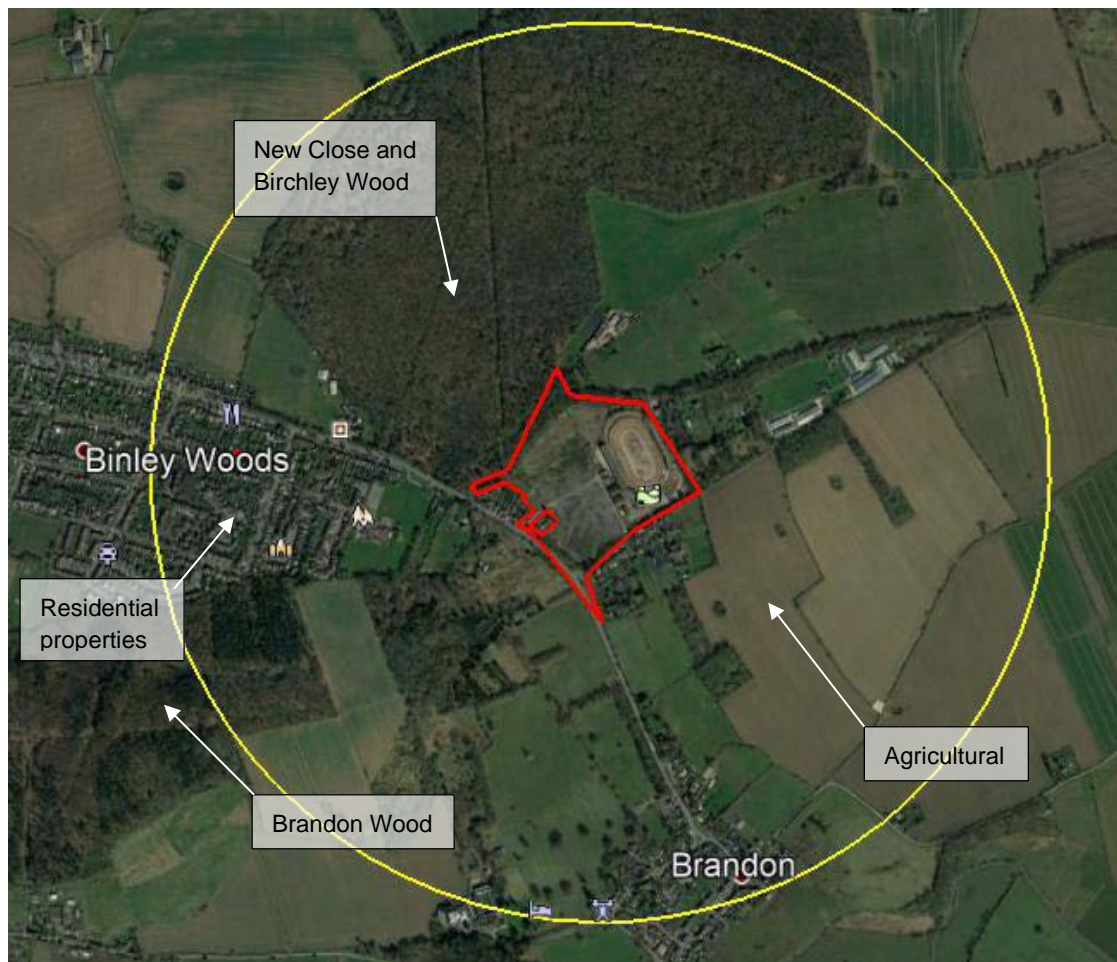 New Close and
Birchley Wood
Binley Woods
Residential
properties
Agricultural
Brandon Wood
Brandon